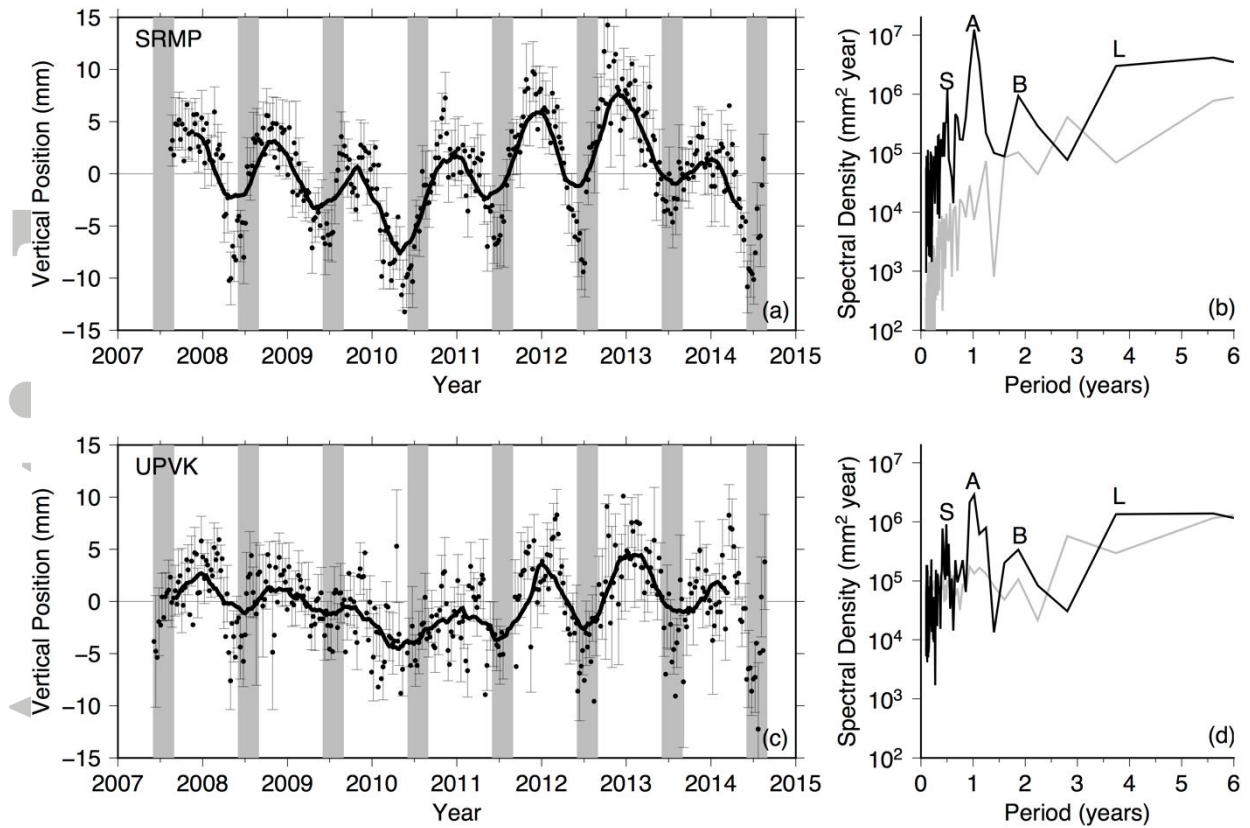 SRMP
15
10
5
0
−5
−10
−15
Vertical Position (mm)
(a)
2007 2008 2009 2010 2011 2012 2013 2014 2015
Year
10⁷
10⁶
10⁵
10⁴
10³
10²
Spectral Density (mm² year)
S A B L
(b)
0 1 2 3 4 5 6
Period (years)
UPVK
15
10
5
0
−5
−10
−15
Vertical Position (mm)
(c)
2007 2008 2009 2010 2011 2012 2013 2014 2015
Year
10⁷
10⁶
10⁵
10⁴
10³
10²
Spectral Density (mm² year)
S A B L
(d)
0 1 2 3 4 5 6
Period (years)